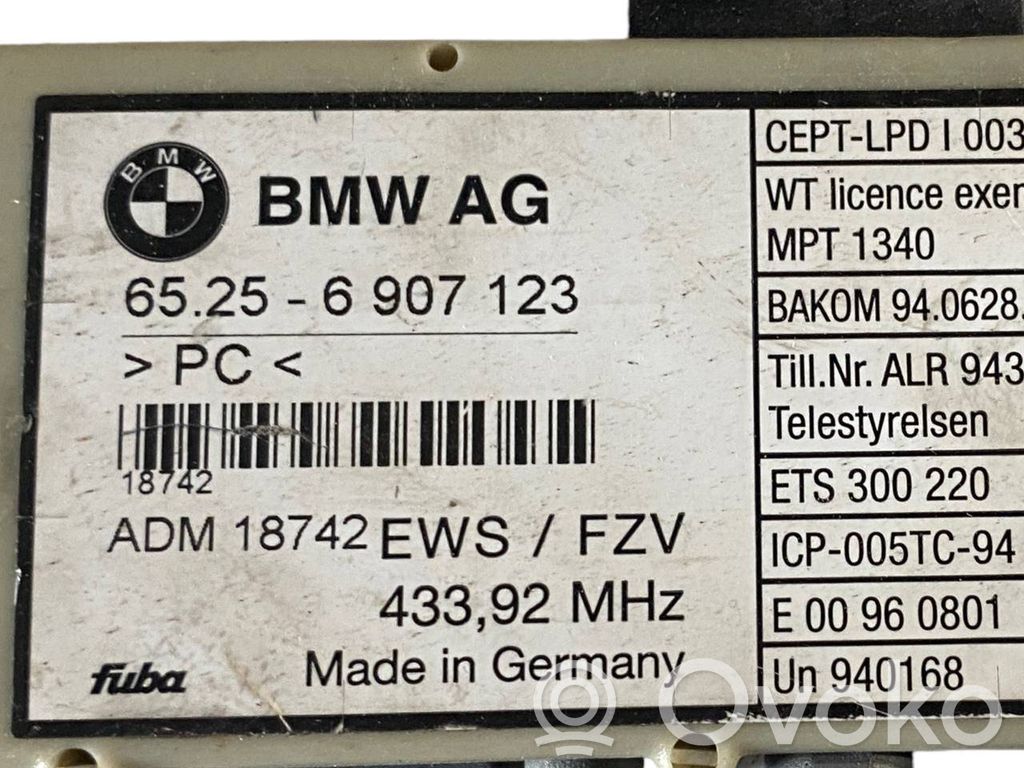 BMW
BMW AG
65.25 - 6 907 123
> PC <
18742
ADM 18742 EWS / FZV
433,92 MHz
fuba
Made in Germany
CEPT-LPD I 003
WT licence exem
MPT 1340
BAKOM 94.0628.
Till.Nr. ALR 943
Telestyrelsen
ETS 300 220
ICP-005TC-94
E 00 96 0801
Un 940168
Ovoko